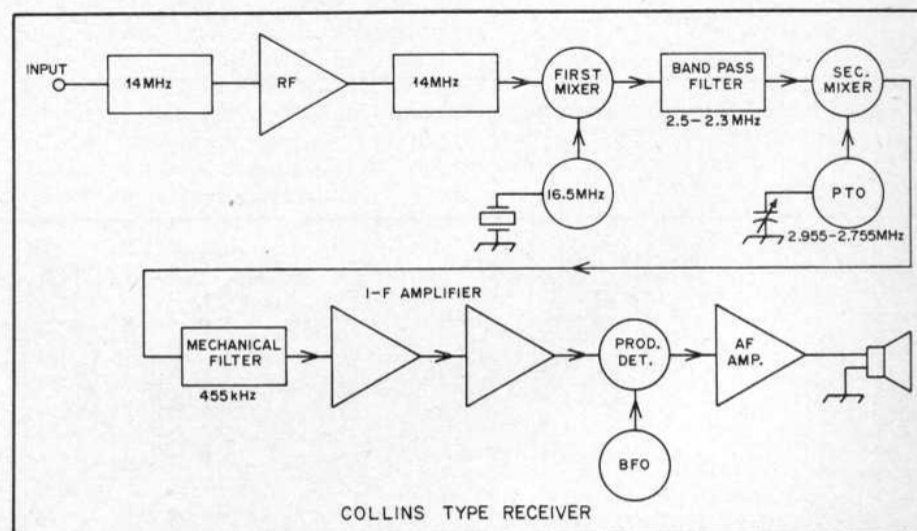 INPUT
14MHz
RF
14MHz
FIRST
MIXER
BAND PASS
FILTER
2.5-2.3MHz
SEC.
MIXER
16.5MHz
PTO
2.955-2.755MHz
I-F AMPLIFIER
MECHANICAL
FILTER
455kHz
PROD.
DET.
AF
AMP.
BFO
COLLINS TYPE RECEIVER